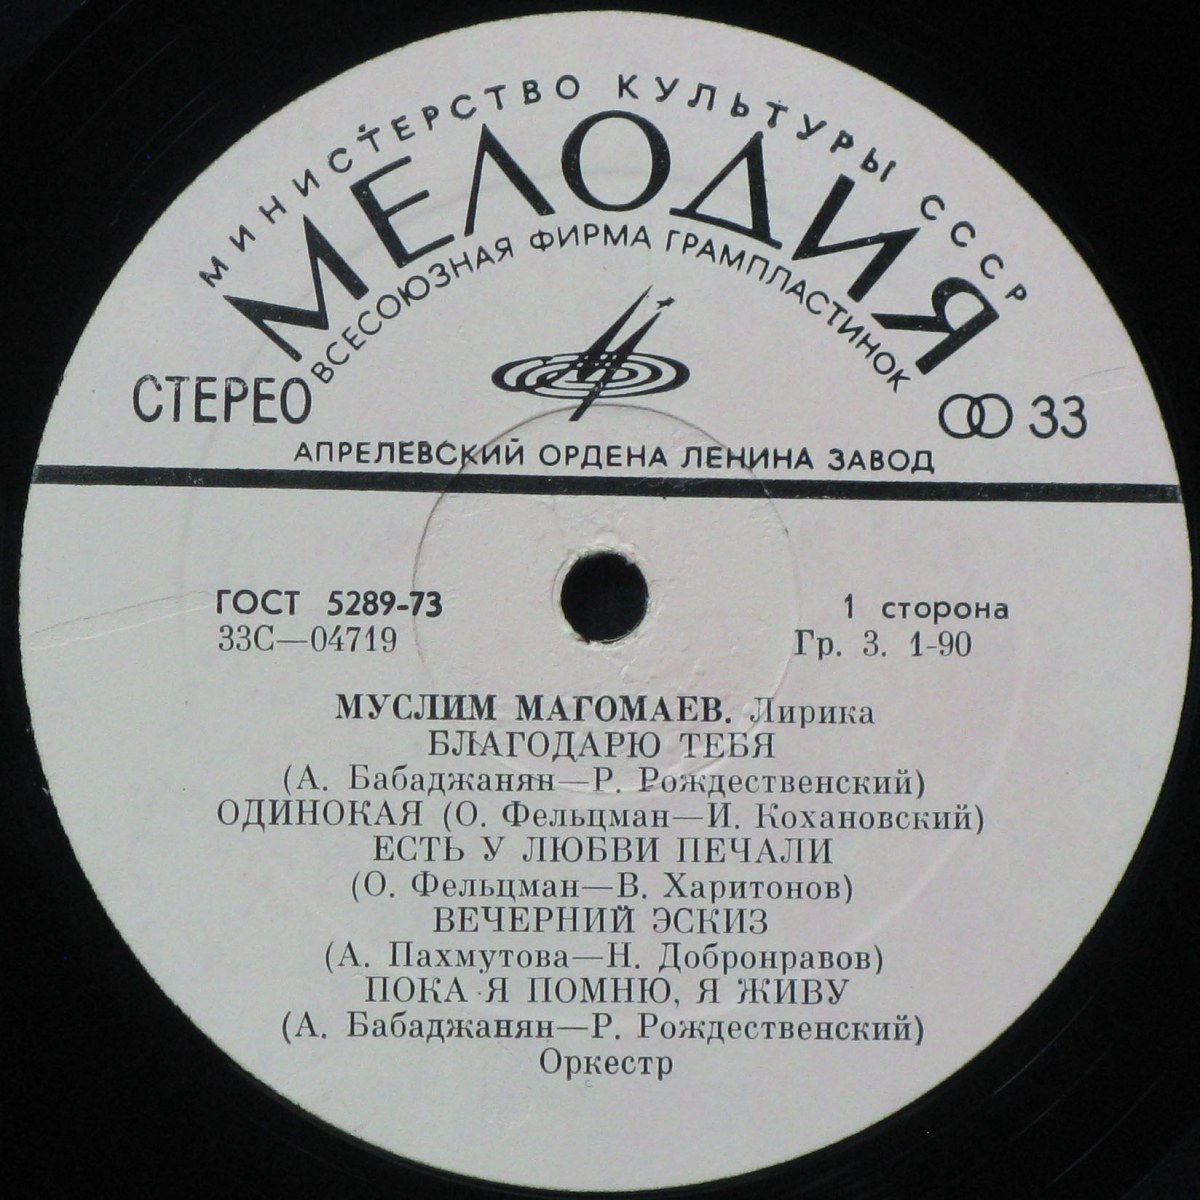 МИНИСТЕРСТВО КУЛЬТУРЫ СССР
МЕЛОДИЯ
ВСЕСОЮЗНАЯ ФИРМА ГРАМПЛАСТИНОК
СТЕРЕО
33
АПРЕЛЕВСКИЙ ОРДЕНА ЛЕНИНА ЗАВОД
ГОСТ 5289-73
1 сторона
33С—04719
Гр. 3. 1-90
МУСЛИМ МАГОМАЕВ. Лирика
БЛАГОДАРЮ ТЕБЯ
(А. Бабаджанян—Р. Рождественский)
ОДИНОКАЯ (О. Фельцман—И. Кохановский)
ЕСТЬ У ЛЮБВИ ПЕЧАЛИ
(О. Фельцман—В. Харитонов)
ВЕЧЕРНИЙ ЭСКИЗ
(А. Пахмутова—Н. Добронравов)
ПОКА Я ПОМНЮ, Я ЖИВУ
(А. Бабаджанян—Р. Рождественский)
Оркестр